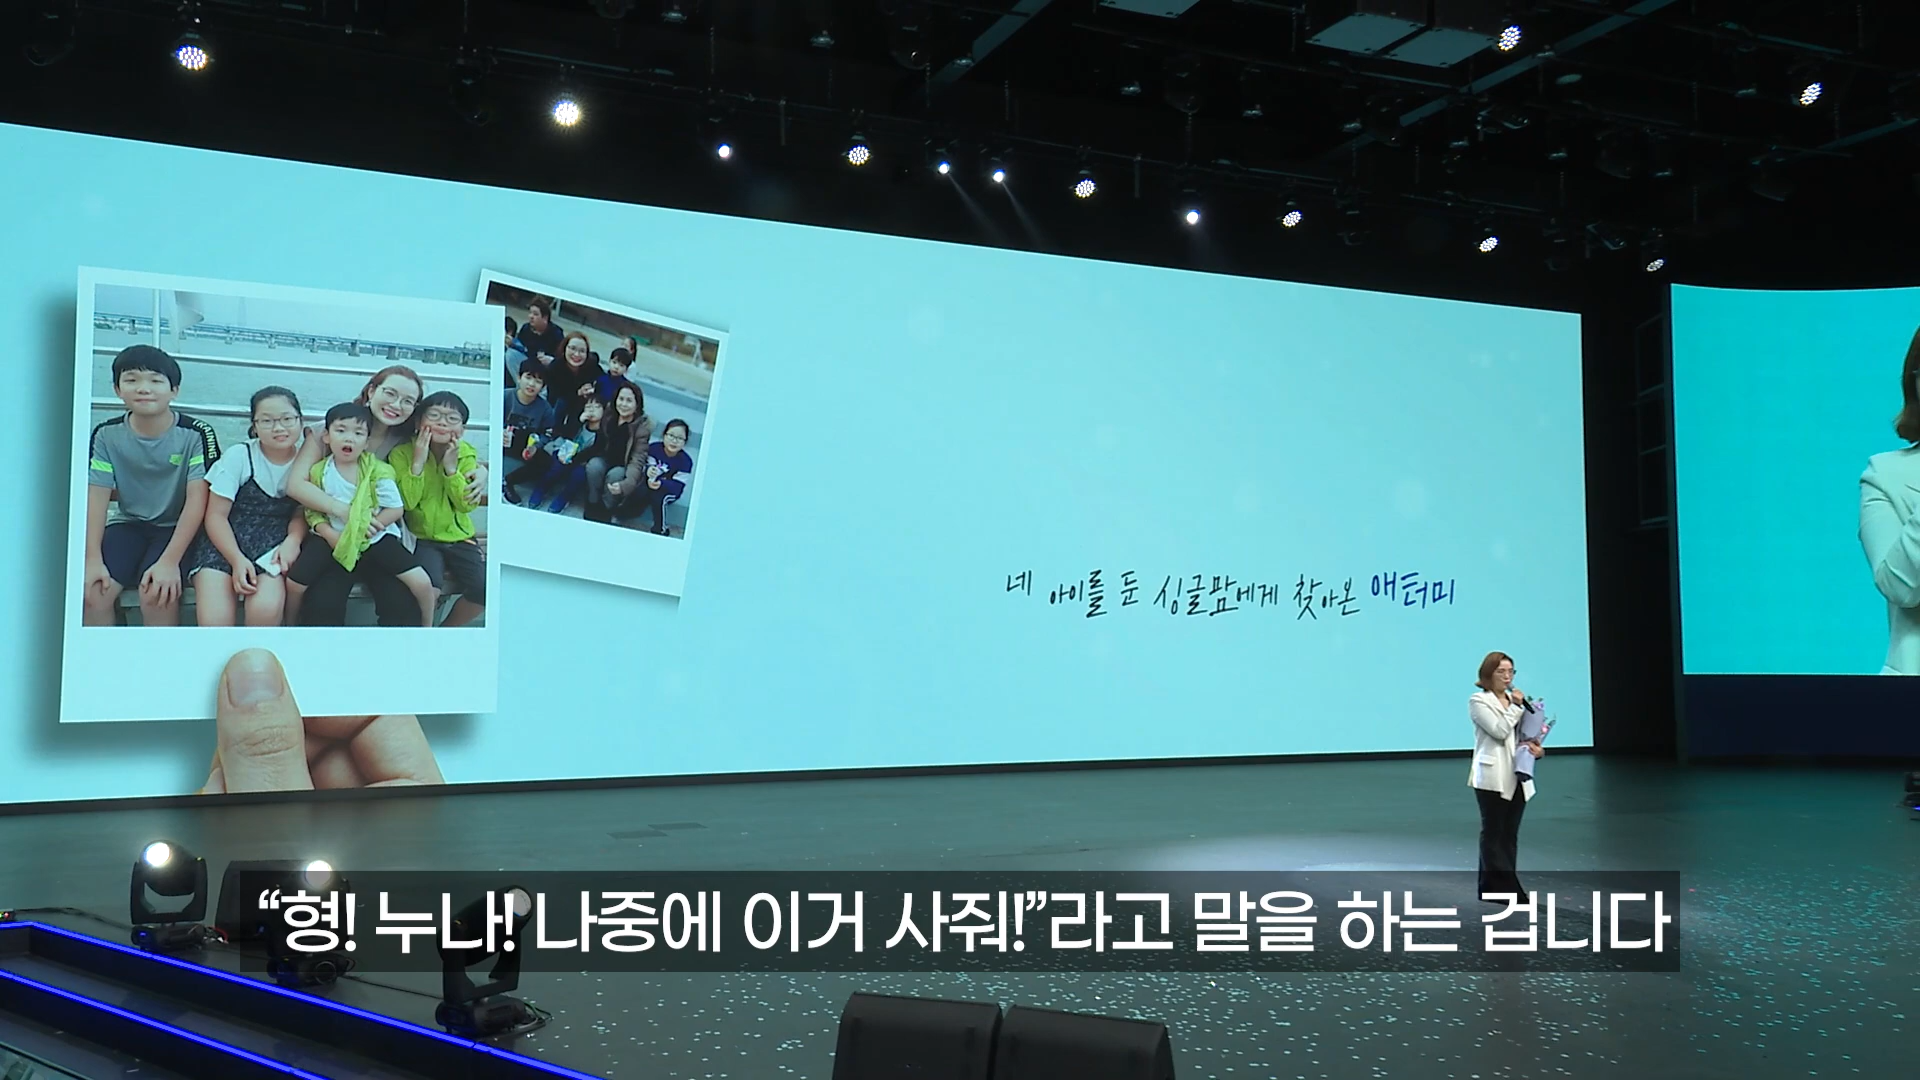 TRAINING
네 아이를 둔 싱글맘에게 찾아온 애터미
“형! 누나! 나중에 이거 사줘!”라고 말을 하는 겁니다